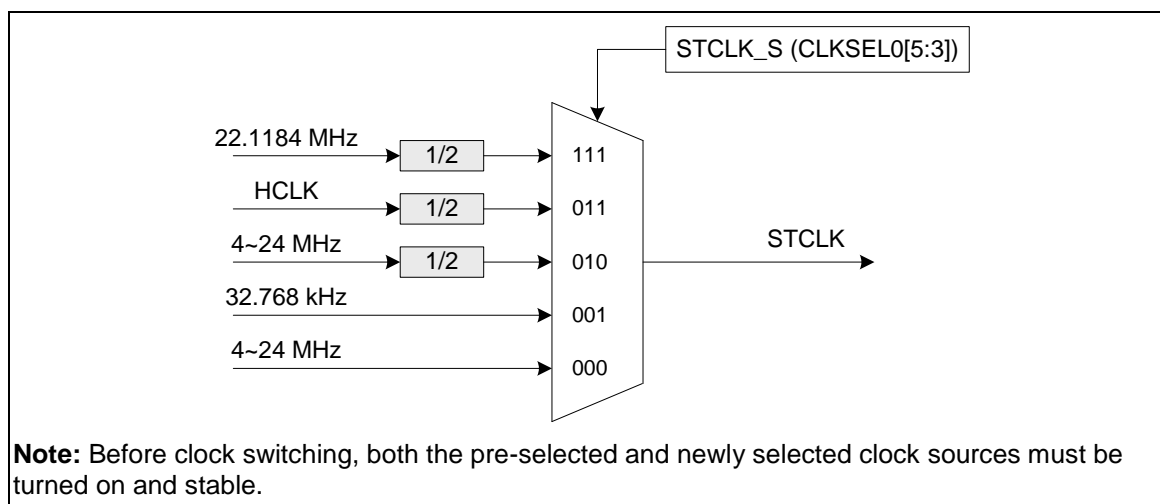 STCLK_S (CLKSEL0[5:3])
22.1184 MHz
1/2
111
HCLK
1/2
011
4~24 MHz
1/2
010
STCLK
32.768 kHz
001
4~24 MHz
000
Note: Before clock switching, both the pre-selected and newly selected clock sources must be
turned on and stable.